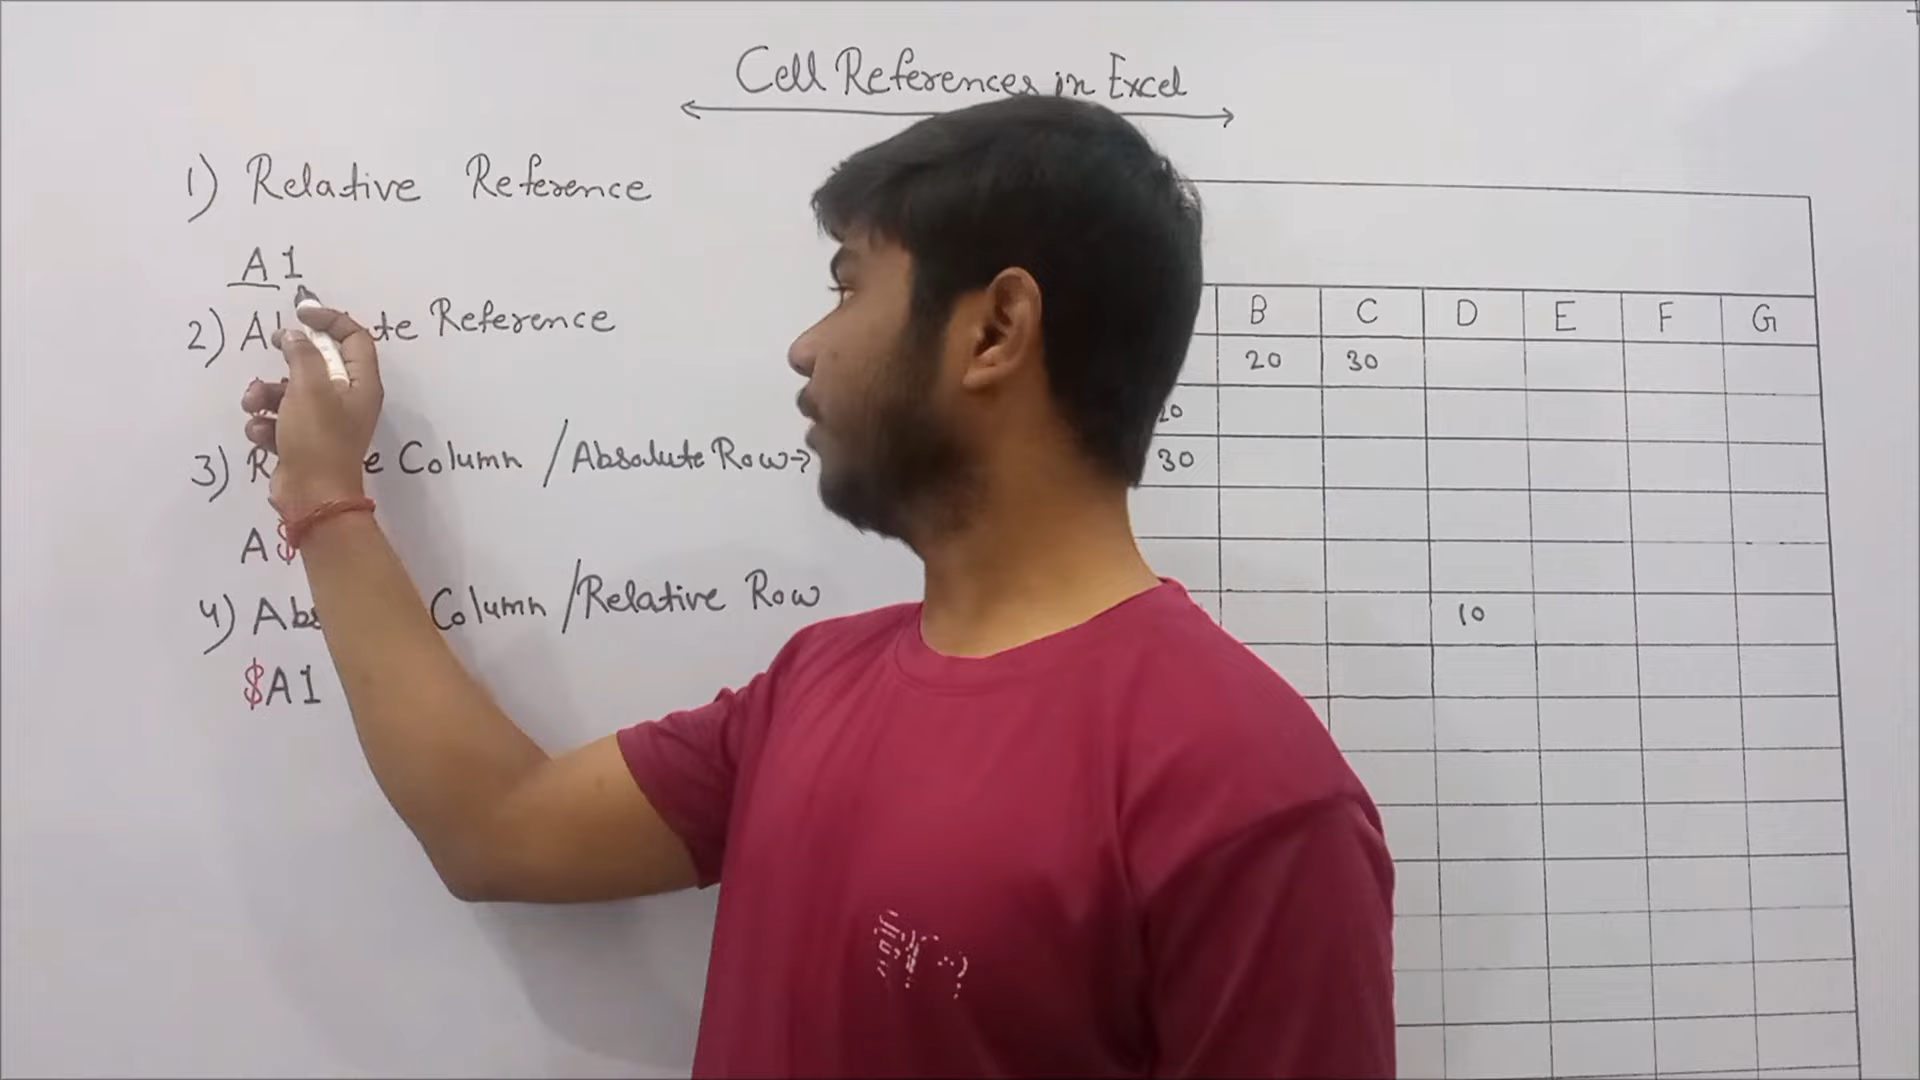 Cell References in Excel
1) Relative Reference
A1
2) Reference
3) Column / Absolute Row→
A$
4) Column / Relative Row
$A1
B C D E F G
20 30
20
30
10